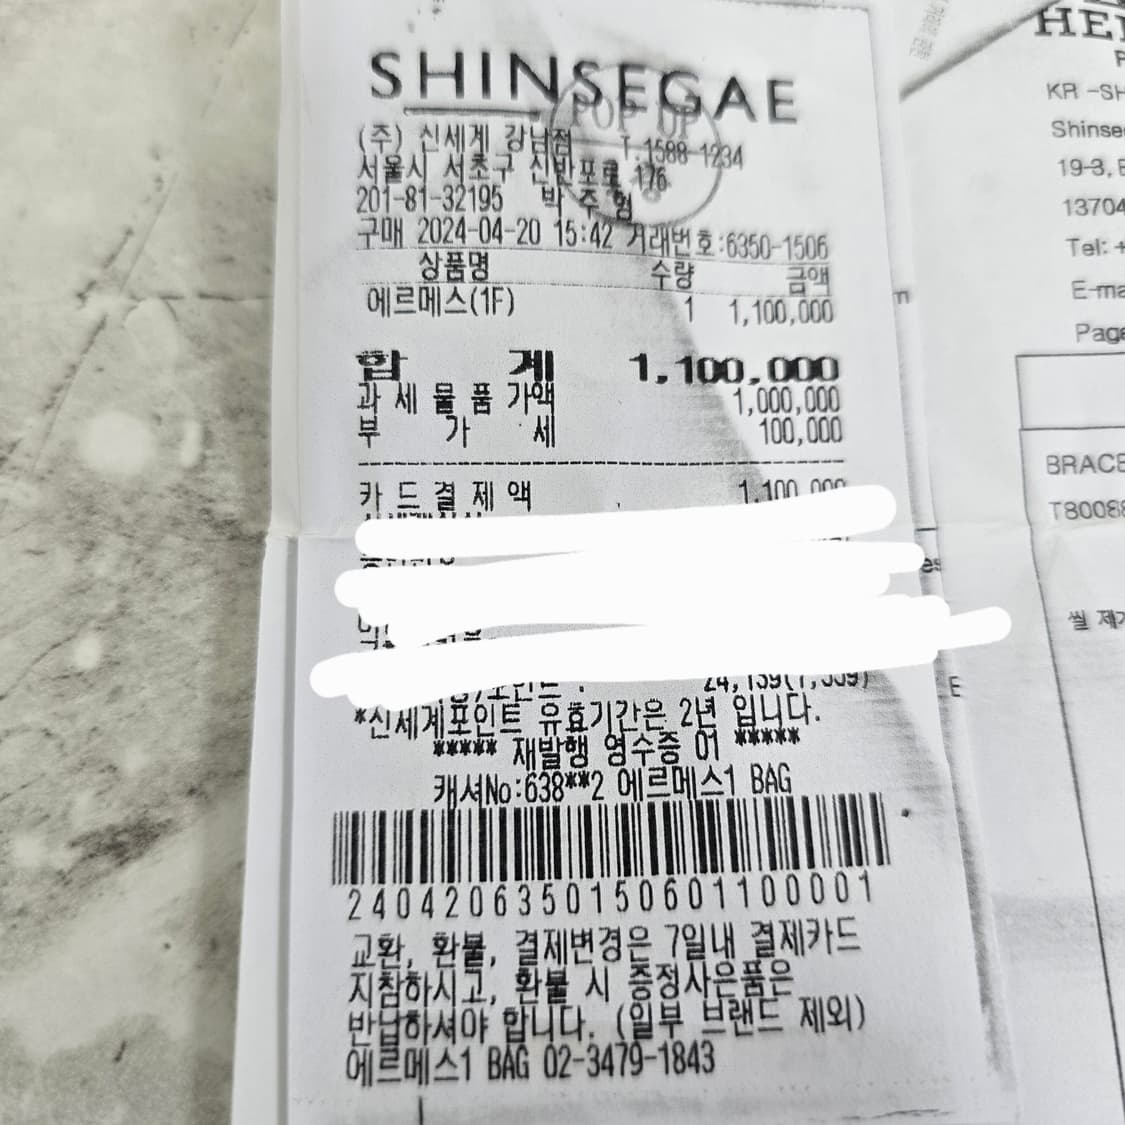 SHINSEGAE
POP UP
(주) 신세계 강남점 T.1588-1234
서울시 서초구 신반포로 176
201-81-32195 박주형
구매 2024-04-20 15:42 거래번호:6350-1506
상품명 수량 금액
에르메스(1F) 1 1,100,000
합 계 1,100,000
과 세 물 품 가액 1,000,000
부 가 세 100,000
카 드 결 제 액 1,100,000
*신세계포인트 유효기간은 2년 입니다.
***** 재발행 영수증 01 *****
캐셔No:638**2 에르메스1 BAG
2404206350150601100001
교환, 환불, 결제변경은 7일내 결제카드
지참하시고, 환불 시 증정사은품은
반납하셔야 합니다. (일부 브랜드 제외)
에르메스1 BAG 02-3479-1843
KR -SH
Shinse
19-3,
13704
Tel: +
E-ma
Page
BRACE
T8008
씰 제